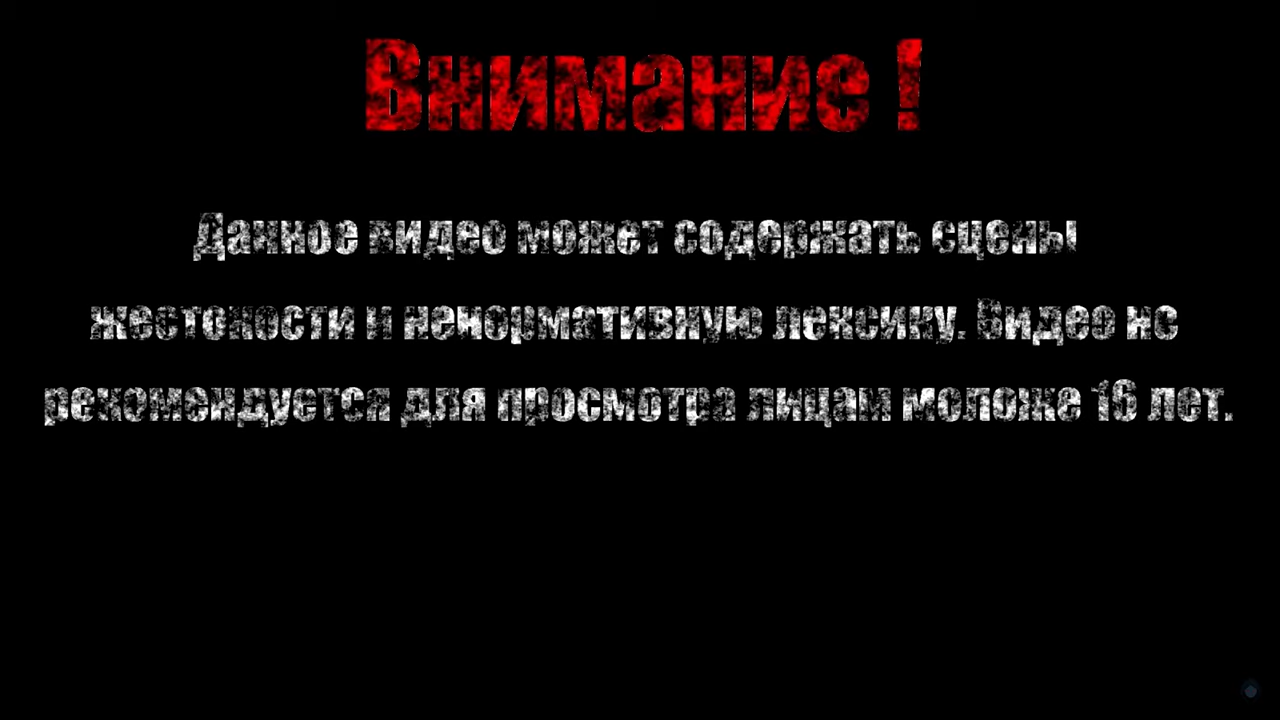 Внимание !
Данное видео может содержать сцены
жестокости и ненормативную лексику. Видео не
рекомендуется для просмотра лицам моложе 16 лет.